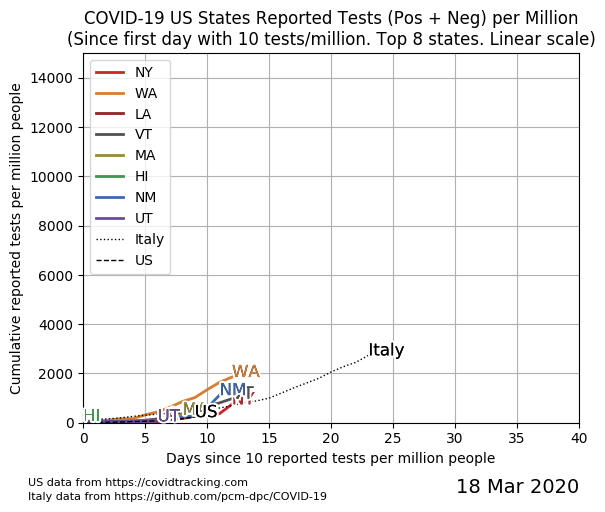 COVID-19 US States Reported Tests (Pos + Neg) per Million
(Since first day with 10 tests/million. Top 8 states. Linear scale)
Cumulative reported tests per million people
14000
12000
10000
8000
6000
4000
2000
0
NY
WA
LA
VT
MA
HI
NM
UT
Italy
US
Italy
WA
NM
HI
UT
US
0 5 10 15 20 25 30 35 40
Days since 10 reported tests per million people
US data from https://covidtracking.com
Italy data from https://github.com/pcm-dpc/COVID-19
18 Mar 2020